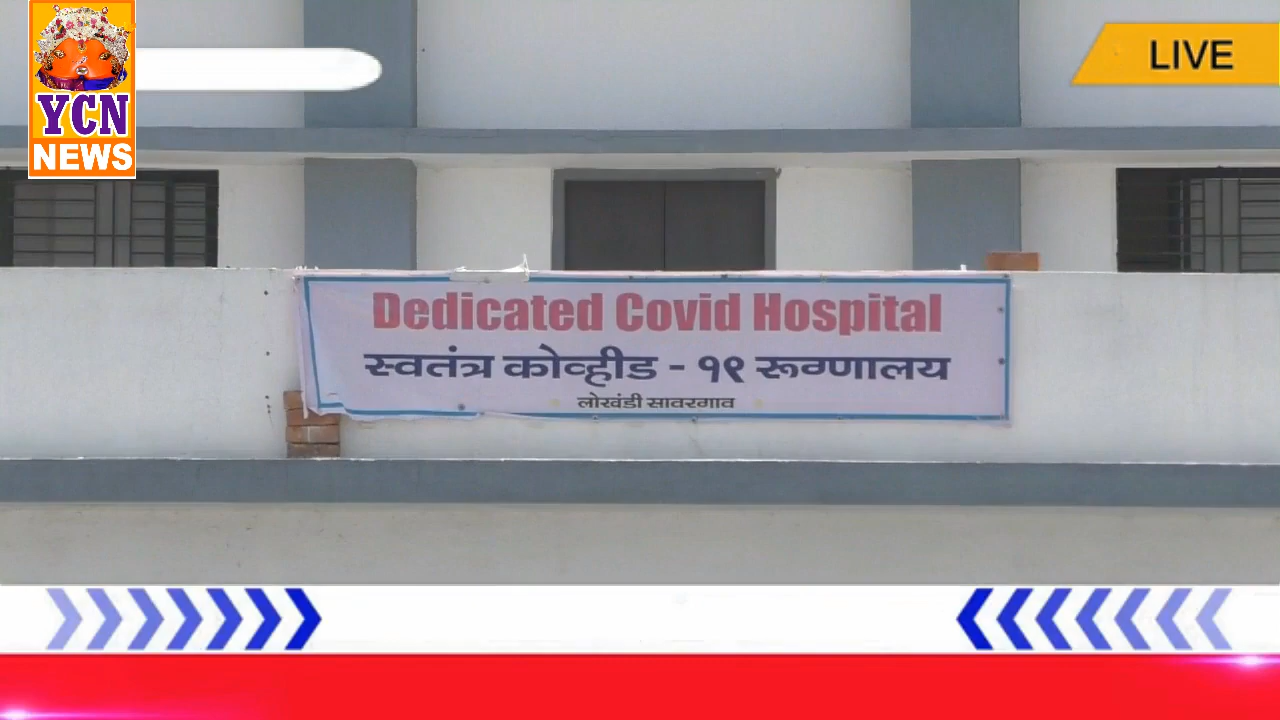 YCN
NEWS
LIVE
Dedicated Covid Hospital
स्वतंत्र कोव्हीड - १९ रूग्णालय
लोखंडी सावरगाव